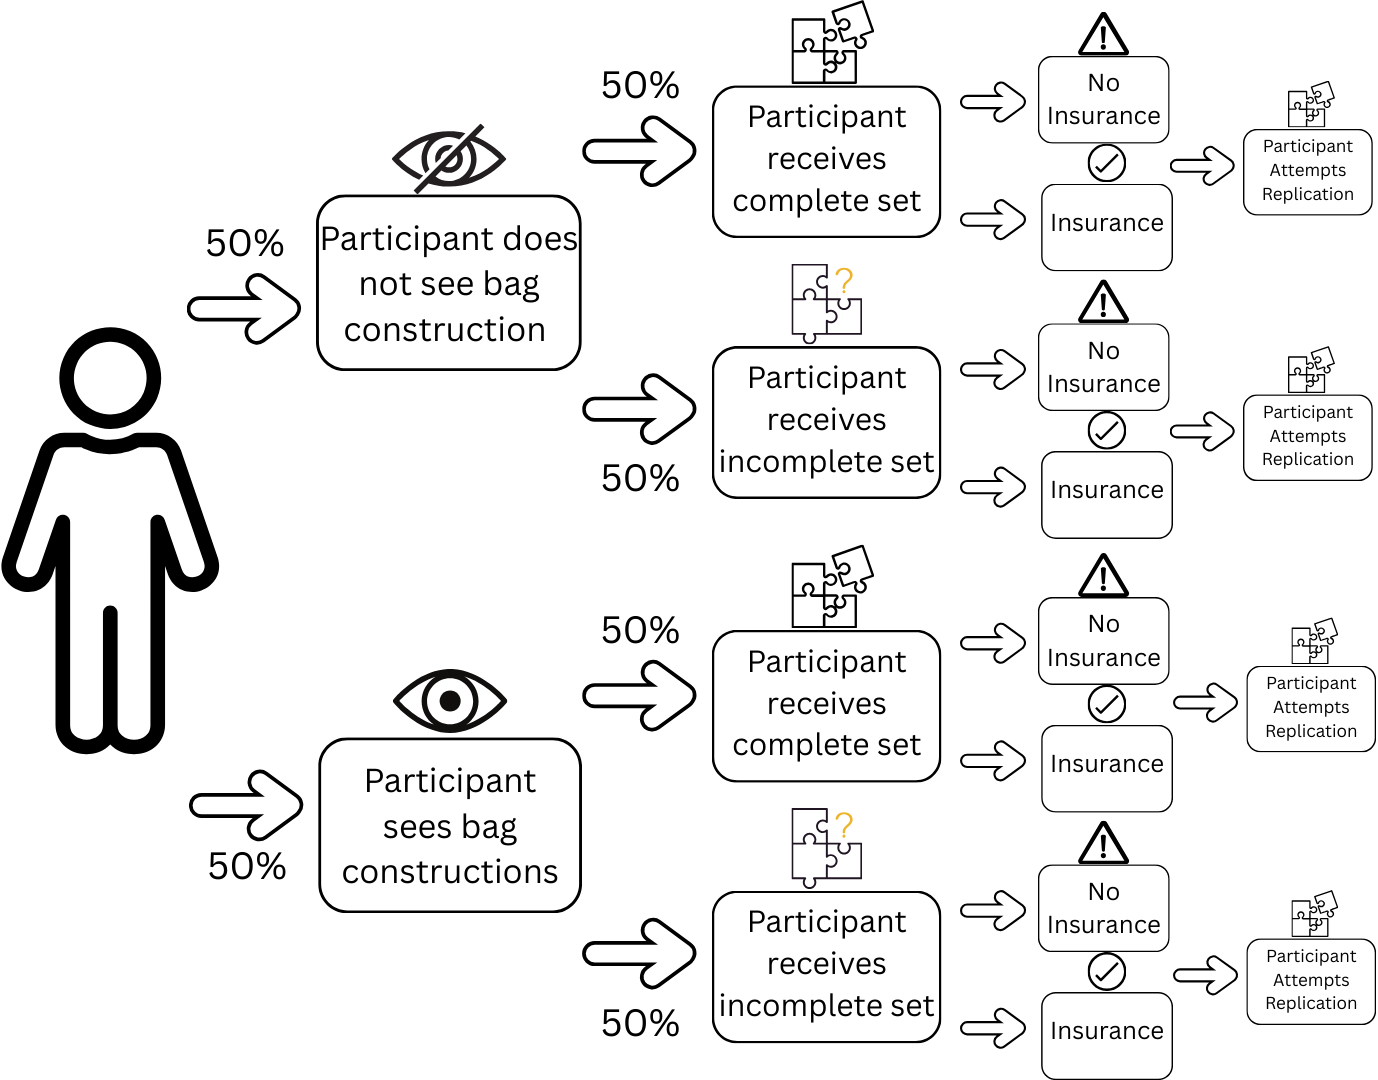 50%
Participant does
not see bag
construction
50%
Participant
receives
complete set
No
Insurance
Insurance
Participant
Attempts
Replication
50%
Participant
receives
incomplete set
?
No
Insurance
Insurance
Participant
Attempts
Replication
50%
Participant
sees bag
constructions
50%
Participant
receives
complete set
No
Insurance
Insurance
Participant
Attempts
Replication
50%
Participant
receives
incomplete set
?
No
Insurance
Insurance
Participant
Attempts
Replication